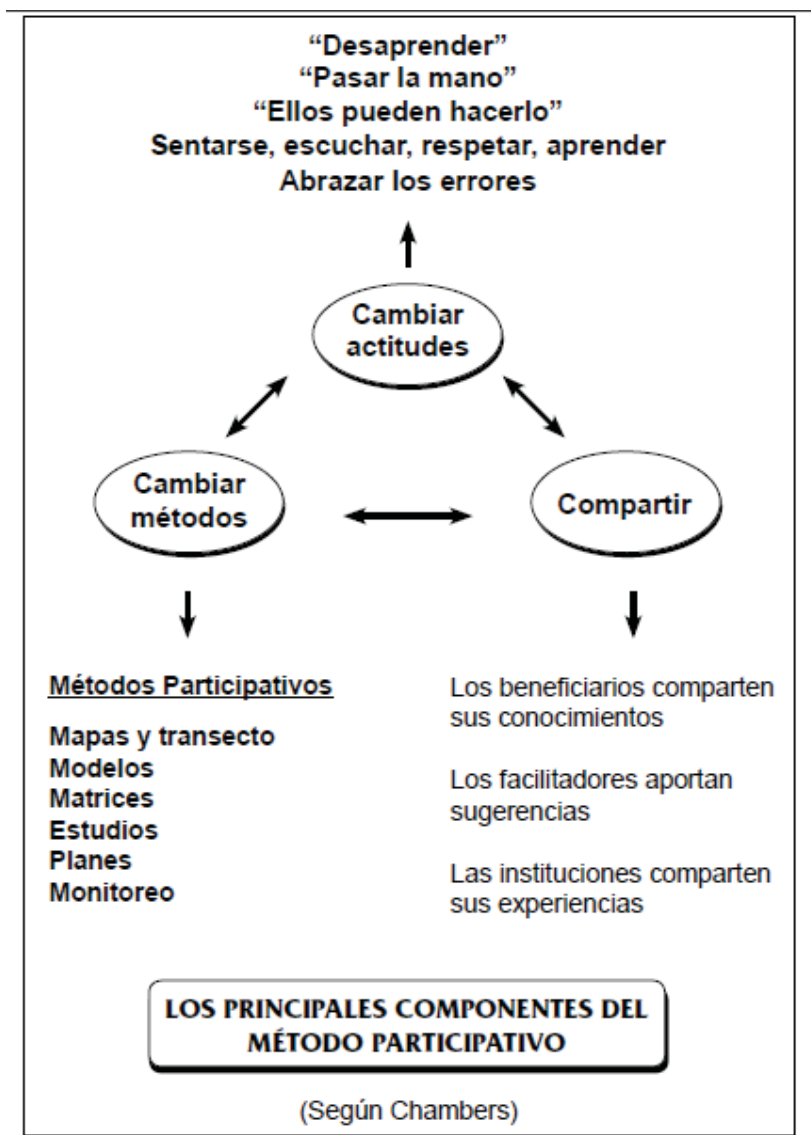 “Desaprender”
“Pasar la mano”
“Ellos pueden hacerlo”
Sentarse, escuchar, respetar, aprender
Abrazar los errores
Cambiar
actitudes
Cambiar
métodos
Compartir
Métodos Participativos
Mapas y transecto
Modelos
Matrices
Estudios
Planes
Monitoreo
Los beneficiarios comparten
sus conocimientos
Los facilitadores aportan
sugerencias
Las instituciones comparten
sus experiencias
LOS PRINCIPALES COMPONENTES DEL
MÉTODO PARTICIPATIVO
(Según Chambers)